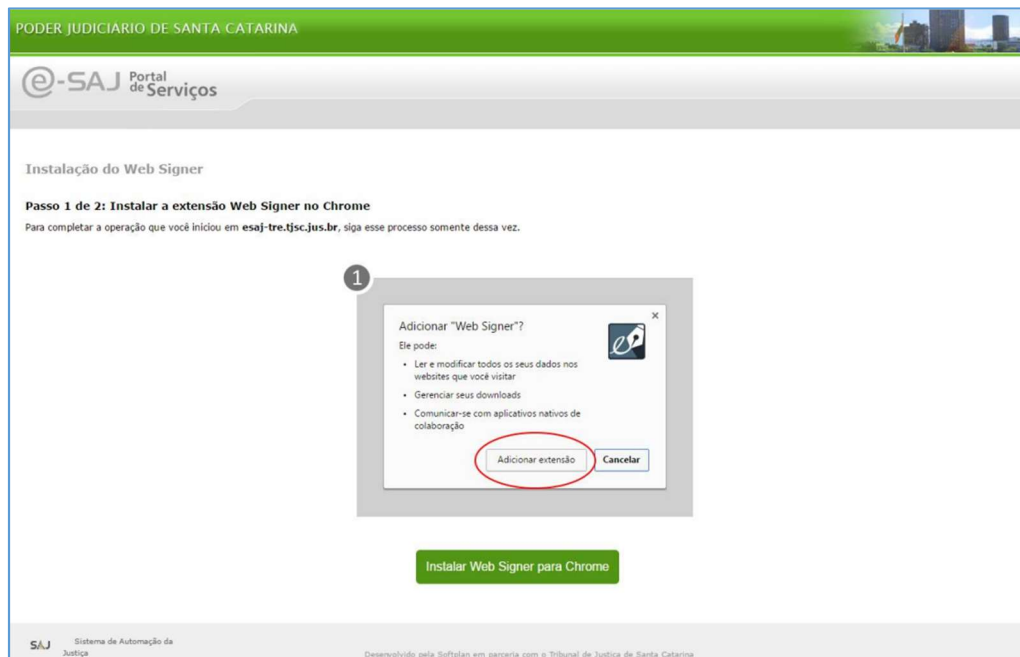 PODER JUDICIÁRIO DE SANTA CATARINA
e-SAJ Portal
de Serviços
Instalação do Web Signer
Passo 1 de 2: Instalar a extensão Web Signer no Chrome
Para completar a operação que você iniciou em esaj-tre.tjsc.jus.br, siga esse processo somente dessa vez.
1
Adicionar "Web Signer"?
Ele pode:
• Ler e modificar todos os seus dados nos
websites que você visitar
• Gerenciar seus downloads
• Comunicar-se com aplicativos nativos de
colaboração
Adicionar extensão Cancelar
Instalar Web Signer para Chrome
SAJ Sistema de Automação da
Justiça
Desenvolvido pela Softplan em parceria com o Tribunal de Justiça de Santa Catarina